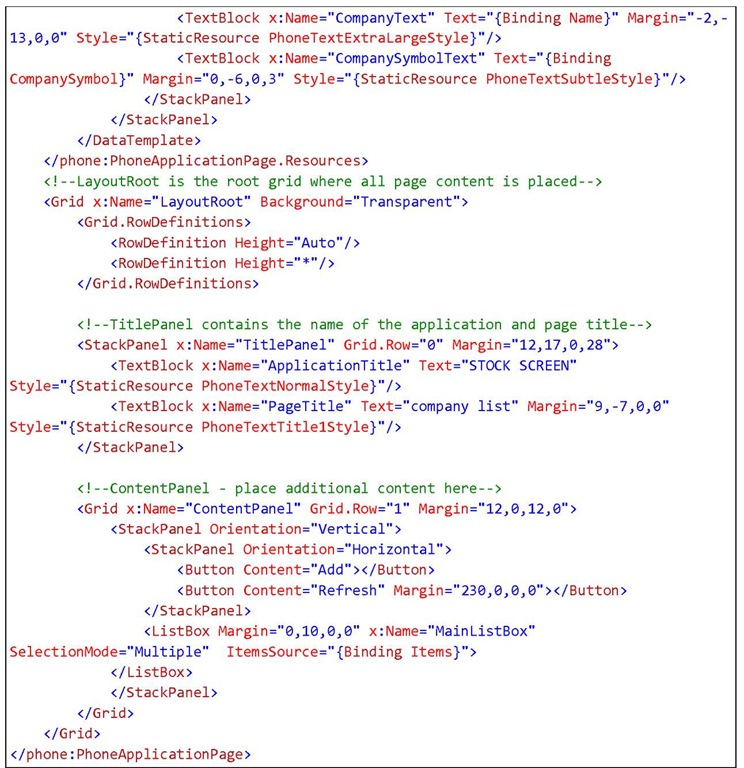 <TextBlock x:Name="CompanyText" Text="{Binding Name}" Margin="-2,-
13,0,0" Style="{StaticResource PhoneTextExtraLargeStyle}"/>
<TextBlock x:Name="CompanySymbolText" Text="{Binding
CompanySymbol}" Margin="0,-6,0,3" Style="{StaticResource PhoneTextSubtleStyle}"/>
</StackPanel>
</StackPanel>
</DataTemplate>
</phone:PhoneApplicationPage.Resources>
<!--LayoutRoot is the root grid where all page content is placed-->
<Grid x:Name="LayoutRoot" Background="Transparent">
<Grid.RowDefinitions>
<RowDefinition Height="Auto"/>
<RowDefinition Height="*"/>
</Grid.RowDefinitions>
<!--TitlePanel contains the name of the application and page title-->
<StackPanel x:Name="TitlePanel" Grid.Row="0" Margin="12,17,0,28">
<TextBlock x:Name="ApplicationTitle" Text="STOCK SCREEN"
Style="{StaticResource PhoneTextNormalStyle}"/>
<TextBlock x:Name="PageTitle" Text="company list" Margin="9,-7,0,0"
Style="{StaticResource PhoneTextTitle1Style}"/>
</StackPanel>
<!--ContentPanel - place additional content here-->
<Grid x:Name="ContentPanel" Grid.Row="1" Margin="12,0,12,0">
<StackPanel Orientation="Vertical">
<StackPanel Orientation="Horizontal">
<Button Content="Add"></Button>
<Button Content="Refresh" Margin="230,0,0,0"></Button>
</StackPanel>
<ListBox Margin="0,10,0,0" x:Name="MainListBox"
SelectionMode="Multiple"  ItemsSource="{Binding Items}">
</ListBox>
</StackPanel>
</Grid>
</Grid>
</phone:PhoneApplicationPage>